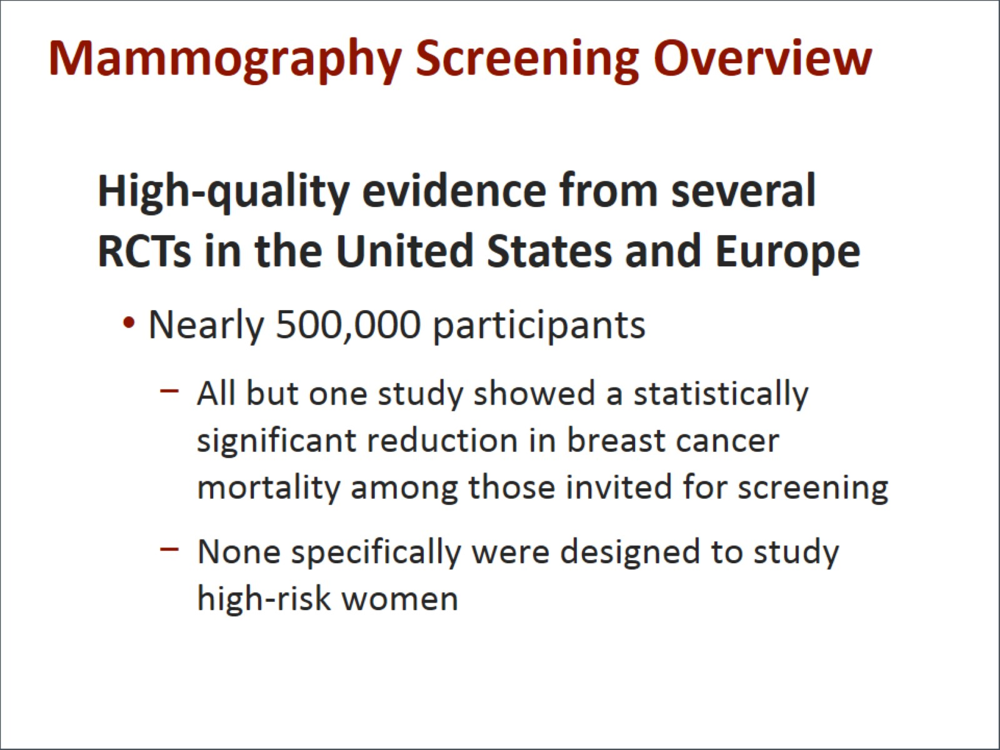 Mammography Screening Overview
High-quality evidence from several
RCTs in the United States and Europe
• Nearly 500,000 participants
– All but one study showed a statistically
significant reduction in breast cancer
mortality among those invited for screening
– None specifically were designed to study
high-risk women